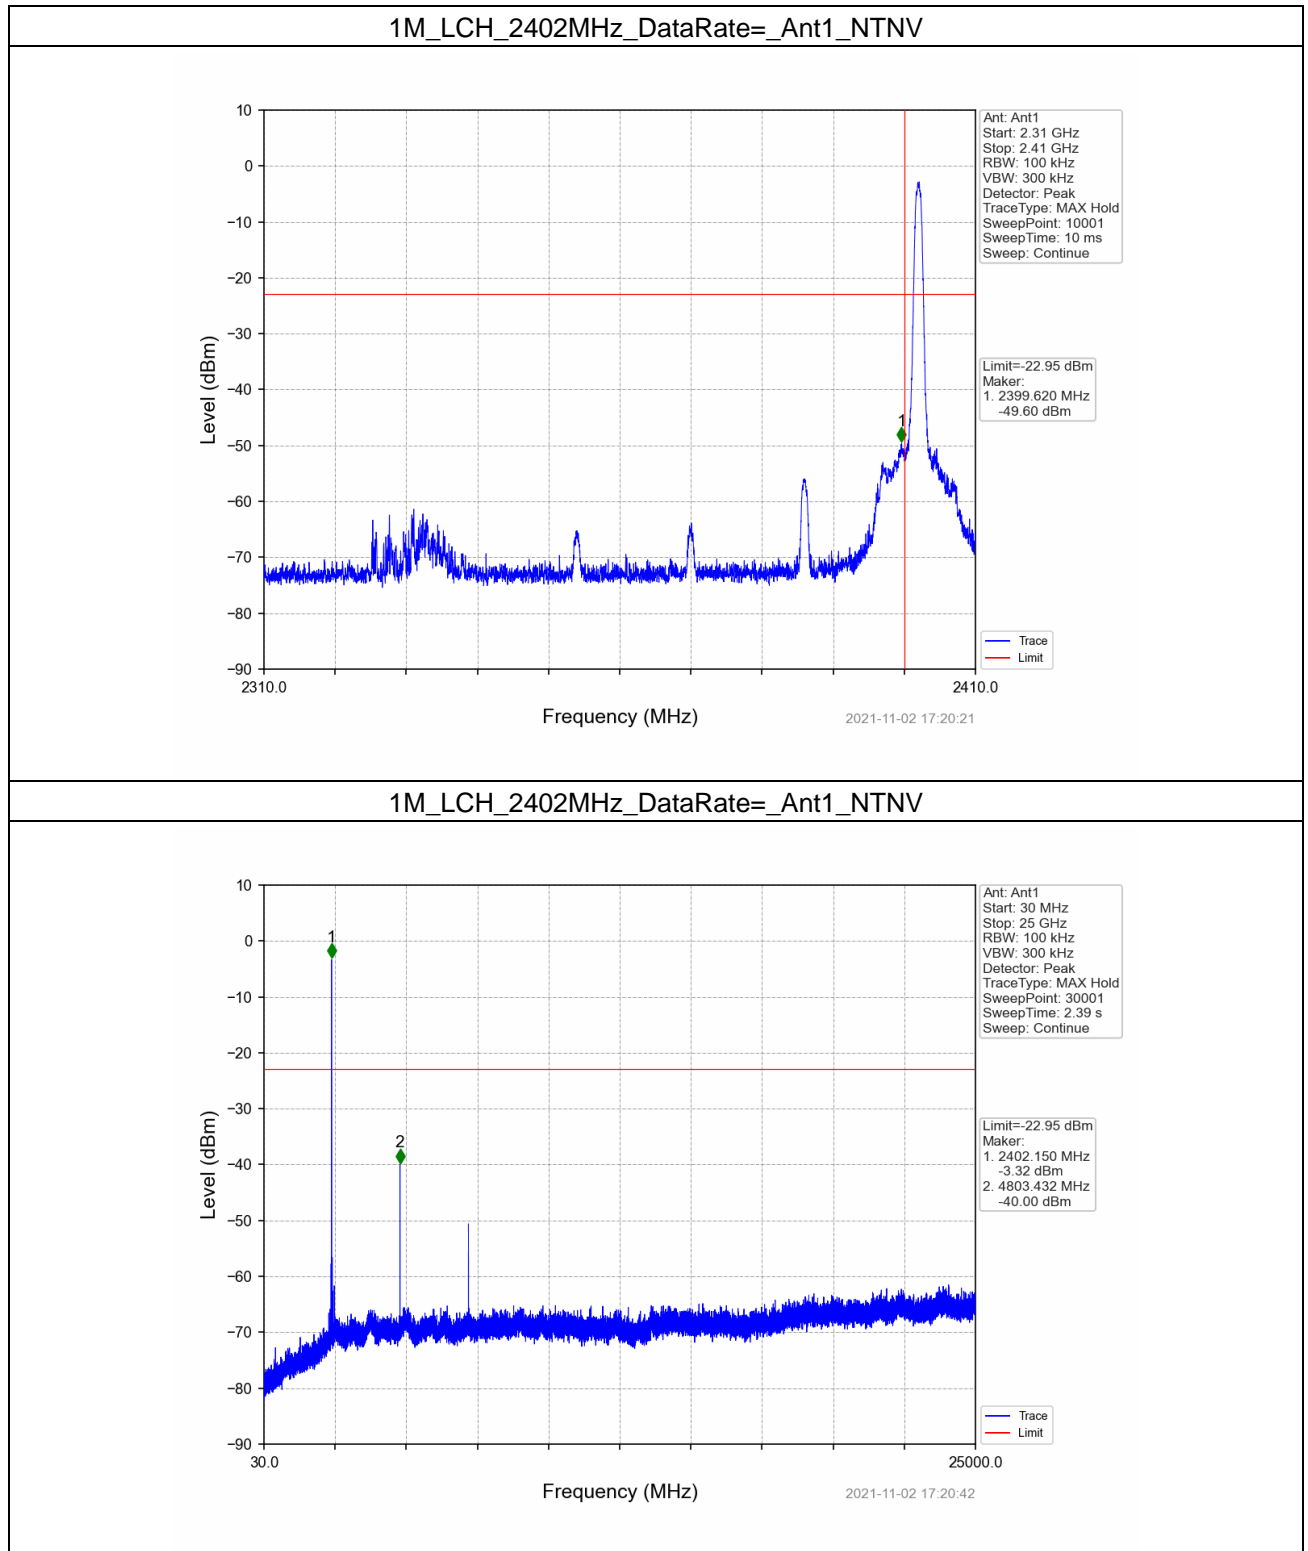 1M_LCH_2402MHz_DataRate=_Ant1_NTNV
10
0
−10
−20
−30
−40
−50
−60
−70
−80
−90
Level (dBm)
1
2310.0
2410.0
Frequency (MHz)
2021-11-02 17:20:21
Ant: Ant1
Start: 2.31 GHz
Stop: 2.41 GHz
RBW: 100 kHz
VBW: 300 kHz
Detector: Peak
TraceType: MAX Hold
SweepPoint: 10001
SweepTime: 10 ms
Sweep: Continue
Limit=-22.95 dBm
Maker:
1. 2399.620 MHz
-49.60 dBm
Trace
Limit
1M_LCH_2402MHz_DataRate=_Ant1_NTNV
10
0
−10
−20
−30
−40
−50
−60
−70
−80
−90
Level (dBm)
1
2
30.0
25000.0
Frequency (MHz)
2021-11-02 17:20:42
Ant: Ant1
Start: 30 MHz
Stop: 25 GHz
RBW: 100 kHz
VBW: 300 kHz
Detector: Peak
TraceType: MAX Hold
SweepPoint: 30001
SweepTime: 2.39 s
Sweep: Continue
Limit=-22.95 dBm
Maker:
1. 2402.150 MHz
-3.32 dBm
2. 4803.432 MHz
-40.00 dBm
Trace
Limit